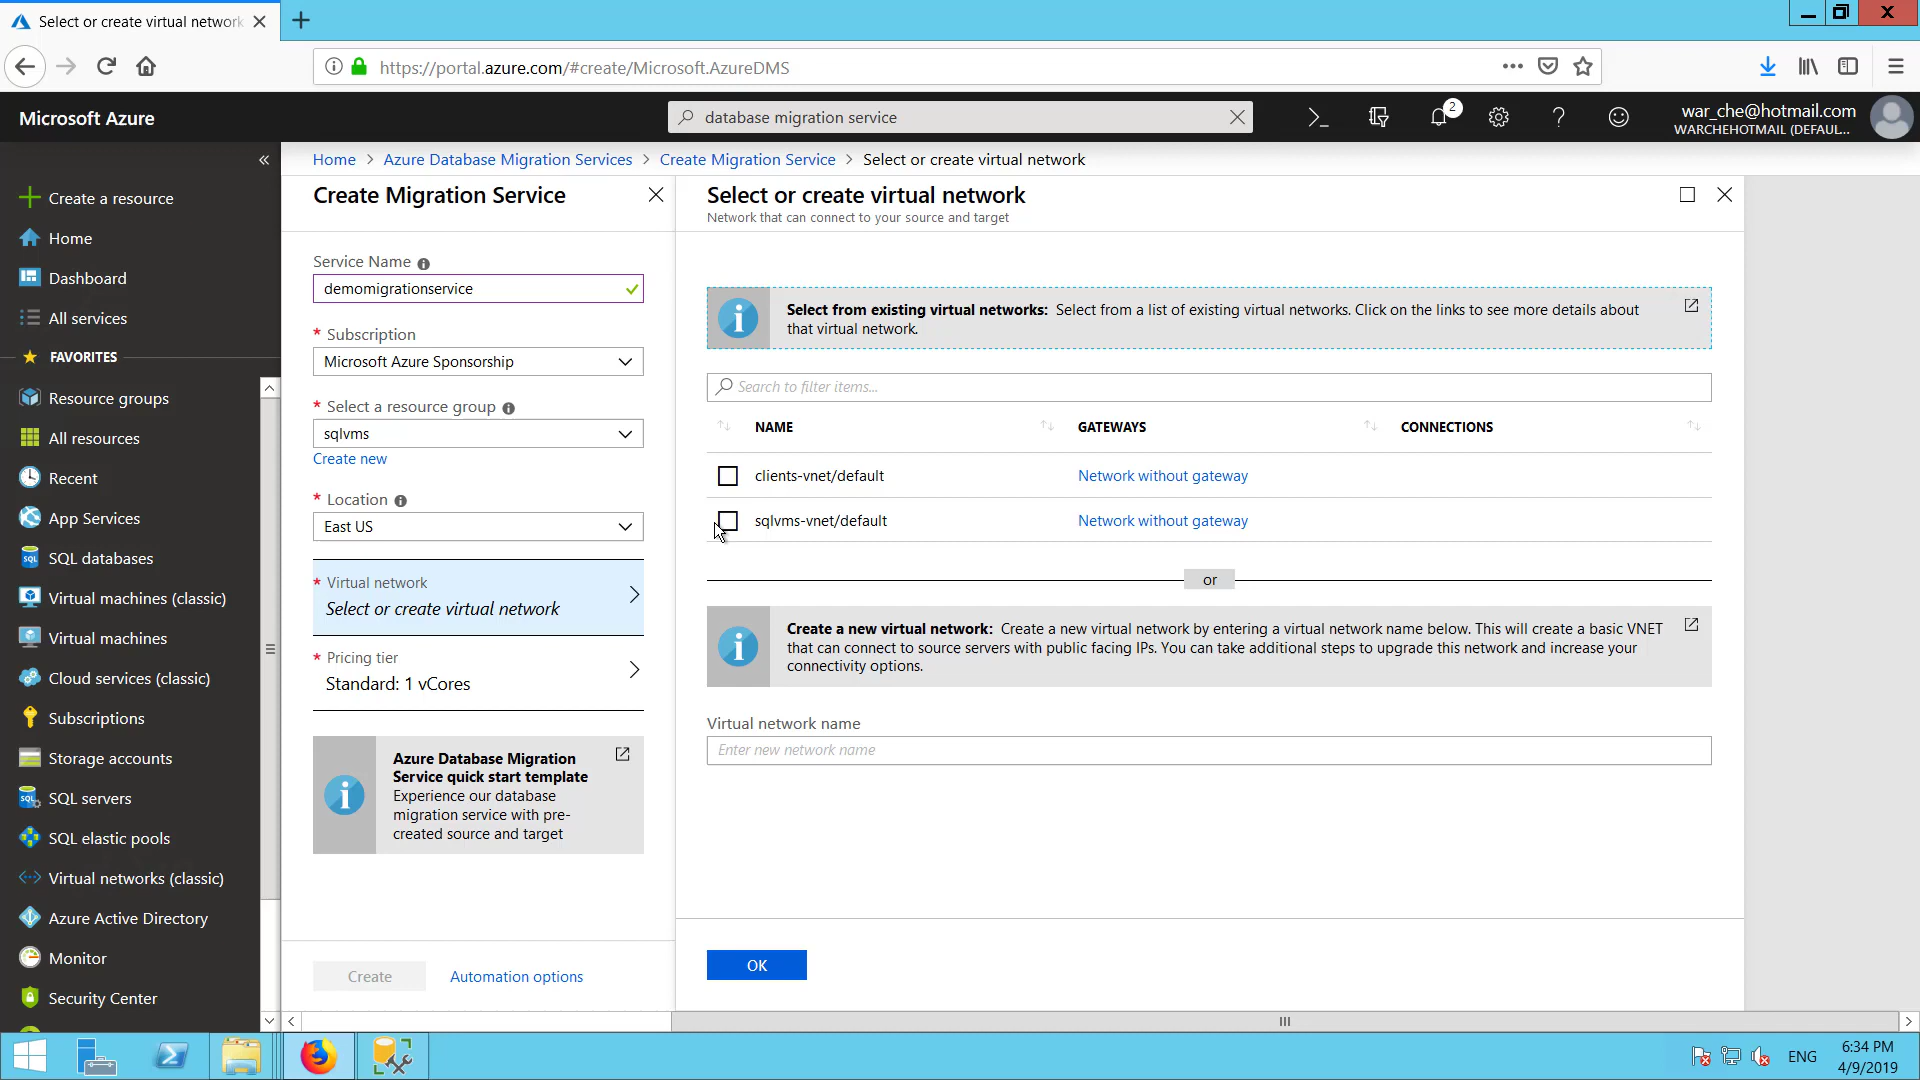 Select or create virtual network
https://portal.azure.com/#create/Microsoft.AzureDMS
Microsoft Azure
database migration service
2
war_che@hotmail.com
WARCHEHOTMAIL (DEFAUL...
Home > Azure Database Migration Services > Create Migration Service > Select or create virtual network
Create a resource
Home
Dashboard
All services
FAVORITES
Resource groups
All resources
Recent
App Services
SQL databases
Virtual machines (classic)
Virtual machines
Cloud services (classic)
Subscriptions
Storage accounts
SQL servers
SQL elastic pools
Virtual networks (classic)
Azure Active Directory
Monitor
Security Center
Create Migration Service
Service Name
demomigrationservice
* Subscription
Microsoft Azure Sponsorship
* Select a resource group
sqlvms
Create new
* Location
East US
* Virtual network
Select or create virtual network
* Pricing tier
Standard: 1 vCores
Azure Database Migration
Service quick start template
Experience our database
migration service with pre-
created source and target
Create
Automation options
Select or create virtual network
Network that can connect to your source and target
Select from existing virtual networks: Select from a list of existing virtual networks. Click on the links to see more details about
that virtual network.
Search to filter items...
NAME GATEWAYS CONNECTIONS
clients-vnet/default Network without gateway
sqlvms-vnet/default Network without gateway
or
Create a new virtual network: Create a new virtual network by entering a virtual network name below. This will create a basic VNET
that can connect to source servers with public facing IPs. You can take additional steps to upgrade this network and increase your
connectivity options.
Virtual network name
Enter new network name
OK
ENG
6:34 PM
4/9/2019